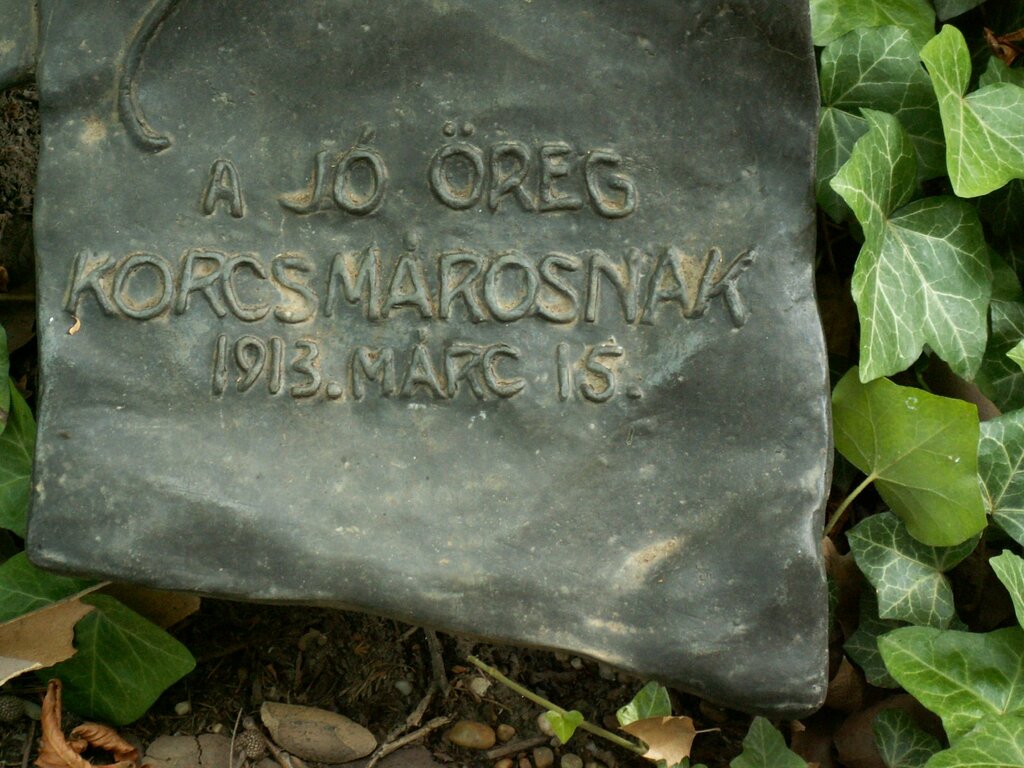 A JÓ ÖREG
KORCSMÁROSNAK
1913. MÁRC 15.